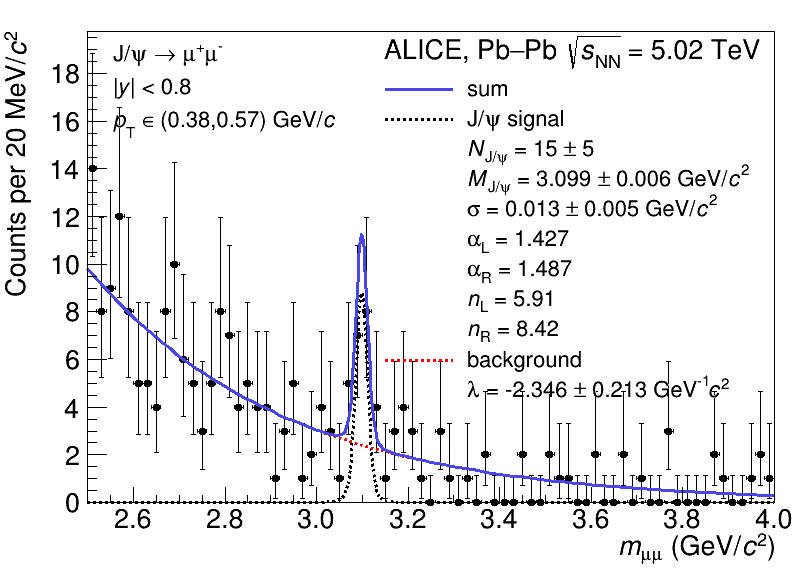 ALICE, Pb–Pb √sNN = 5.02 TeV
J/ψ → μ+μ-
|y| < 0.8
pT ∈ (0.38,0.57) GeV/c
sum
J/ψ signal
NJ/ψ = 15 ± 5
MJ/ψ = 3.099 ± 0.006 GeV/c2
σ = 0.013 ± 0.005 GeV/c2
αL = 1.427
αR = 1.487
nL = 5.91
nR = 8.42
background
λ = -2.346 ± 0.213 GeV-1c2
Counts per 20 MeV/c2
18
16
14
12
10
8
6
4
2
0
2.6 2.8 3.0 3.2 3.4 3.6 3.8 4.0
mμμ (GeV/c2)